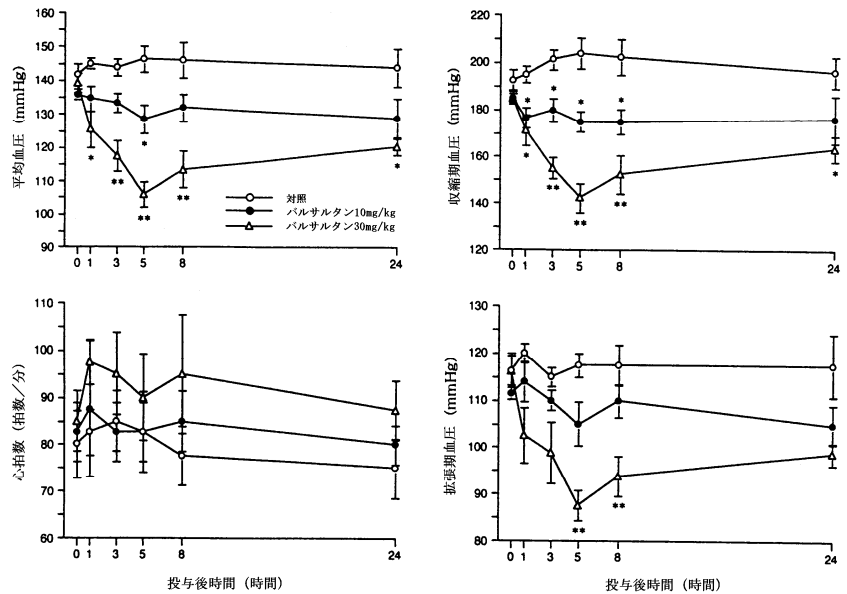 160
150
140
130
120
110
100
90
平均血圧 (mmHg)
0 1 3 5 8 24
* ** ** ** * *
対照
バルサルタン10mg/kg
バルサルタン30mg/kg
220
200
180
160
140
120
収縮期血圧 (mmHg)
0 1 3 5 8 24
* * * *
* ** ** ** *
110
100
90
80
70
60
心拍数 (拍数/分)
0 1 3 5 8 24
投与後時間 (時間)
130
120
110
100
90
80
拡張期血圧 (mmHg)
0 1 3 5 8 24
** **
投与後時間 (時間)